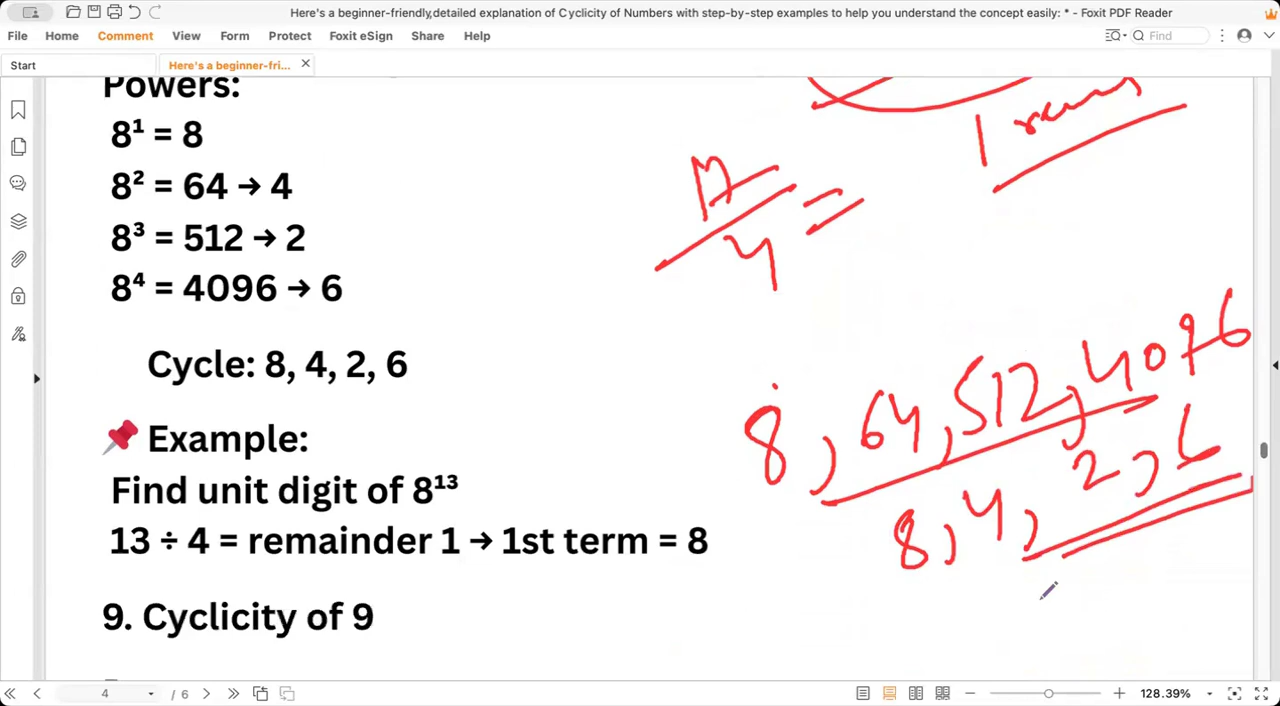 Here's a beginner-friendly,detailed explanation of Cyclicity of Numbers with step-by-step examples to help you understand the concept easily: * - Foxit PDF Reader
File Home Comment View Form Protect Foxit eSign Share Help
Find
Start
Here's a beginner-fri...
Powers:
8¹ = 8
8² = 64 → 4
8³ = 512 → 2
8⁴ = 4096 → 6
Cycle: 8, 4, 2, 6
📌 Example:
Find unit digit of 8¹³
13 ÷ 4 = remainder 1 → 1st term = 8
9. Cyclicity of 9
1
17
4 =
8, 64, 512, 4096
8, 4, 2, 6
4 / 6
128.39%